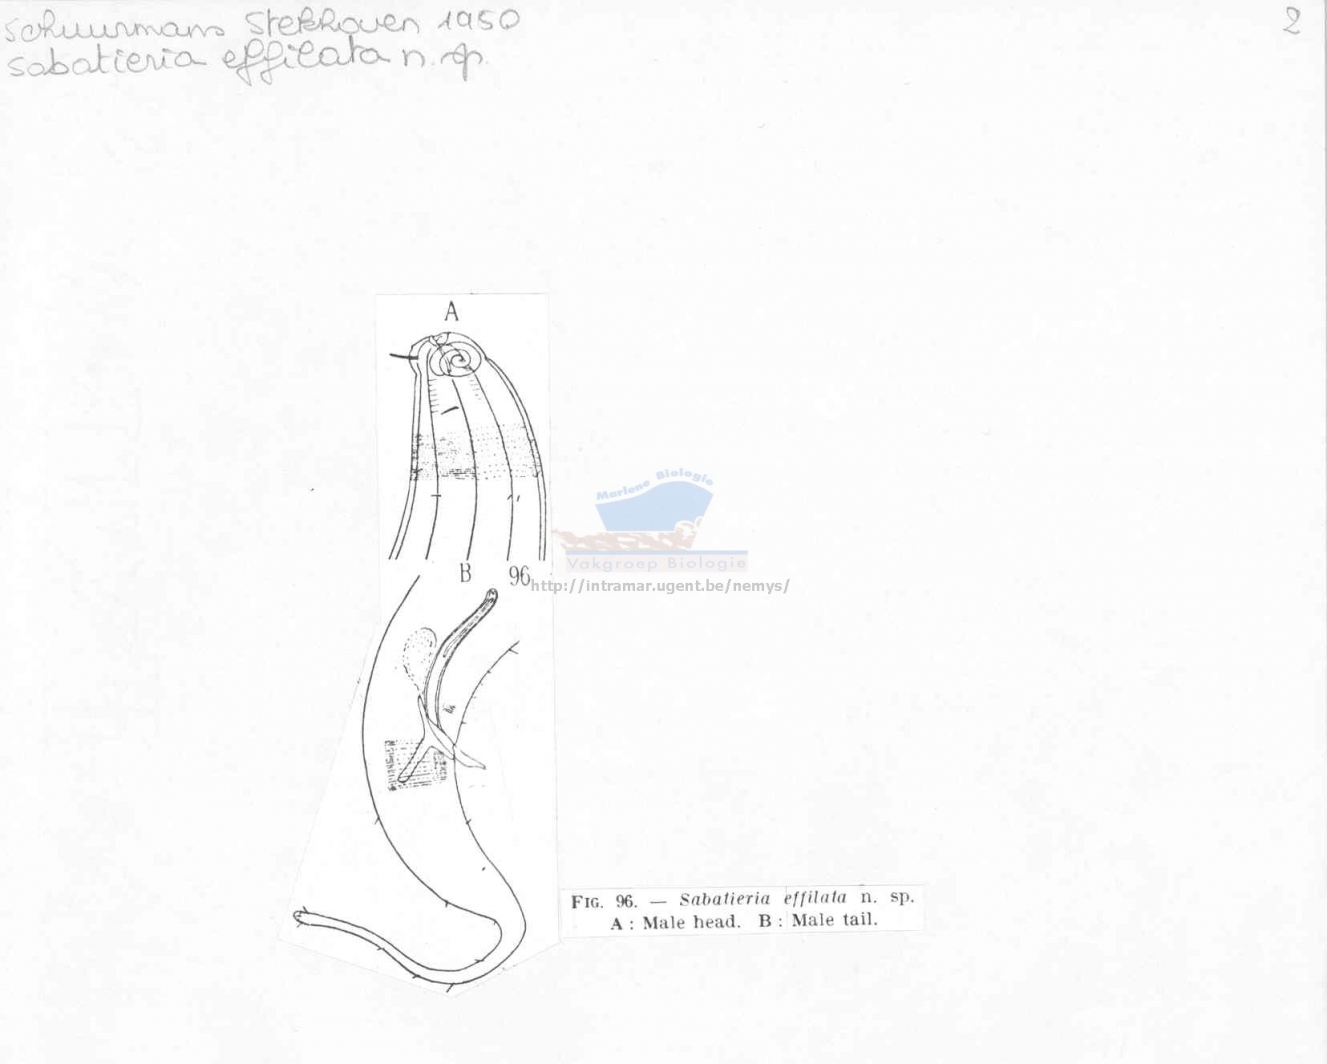 Schuurmans Stekhoven 1950
2
Sabatieria effilata n. sp.
A
Mariene Biologie
Vakgroep Biologie
B
96
http://intramar.ugent.be/nemys/
FIG. 96. — Sabatieria effilata n. sp.
A : Male head. B : Male tail.